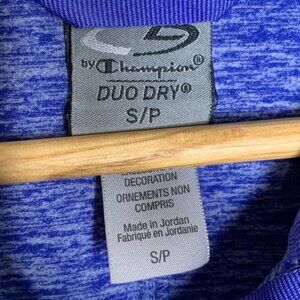 by Champion®
DUO DRY®
S/P
DECORATION
ORNEMENTS NON
COMPRIS
Made in Jordan
Fabriqué en Jordanie
S/P